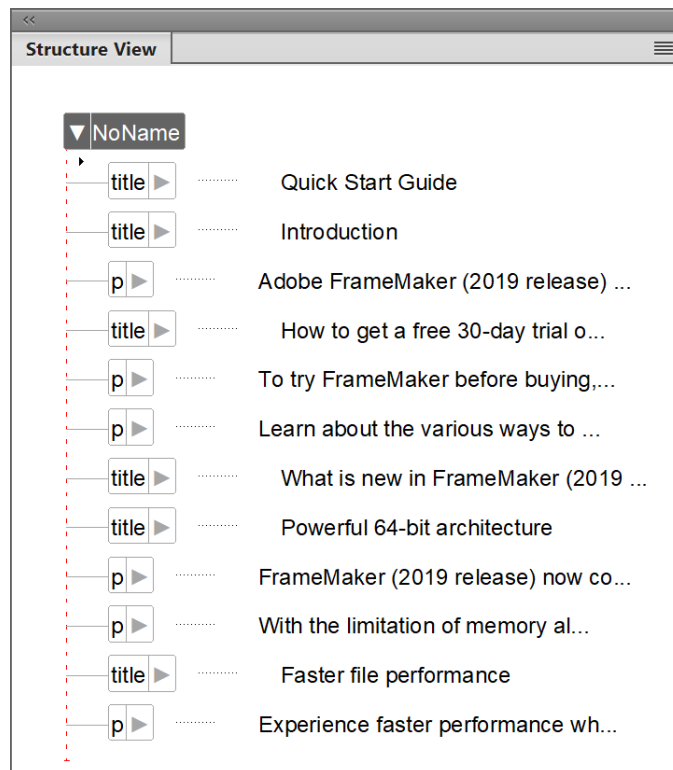 <<
Structure View
NoName
title Quick Start Guide
title Introduction
p Adobe FrameMaker (2019 release) ...
title How to get a free 30-day trial o...
p To try FrameMaker before buying,...
p Learn about the various ways to ...
title What is new in FrameMaker (2019 ...
title Powerful 64-bit architecture
p FrameMaker (2019 release) now co...
p With the limitation of memory al...
title Faster file performance
p Experience faster performance wh...